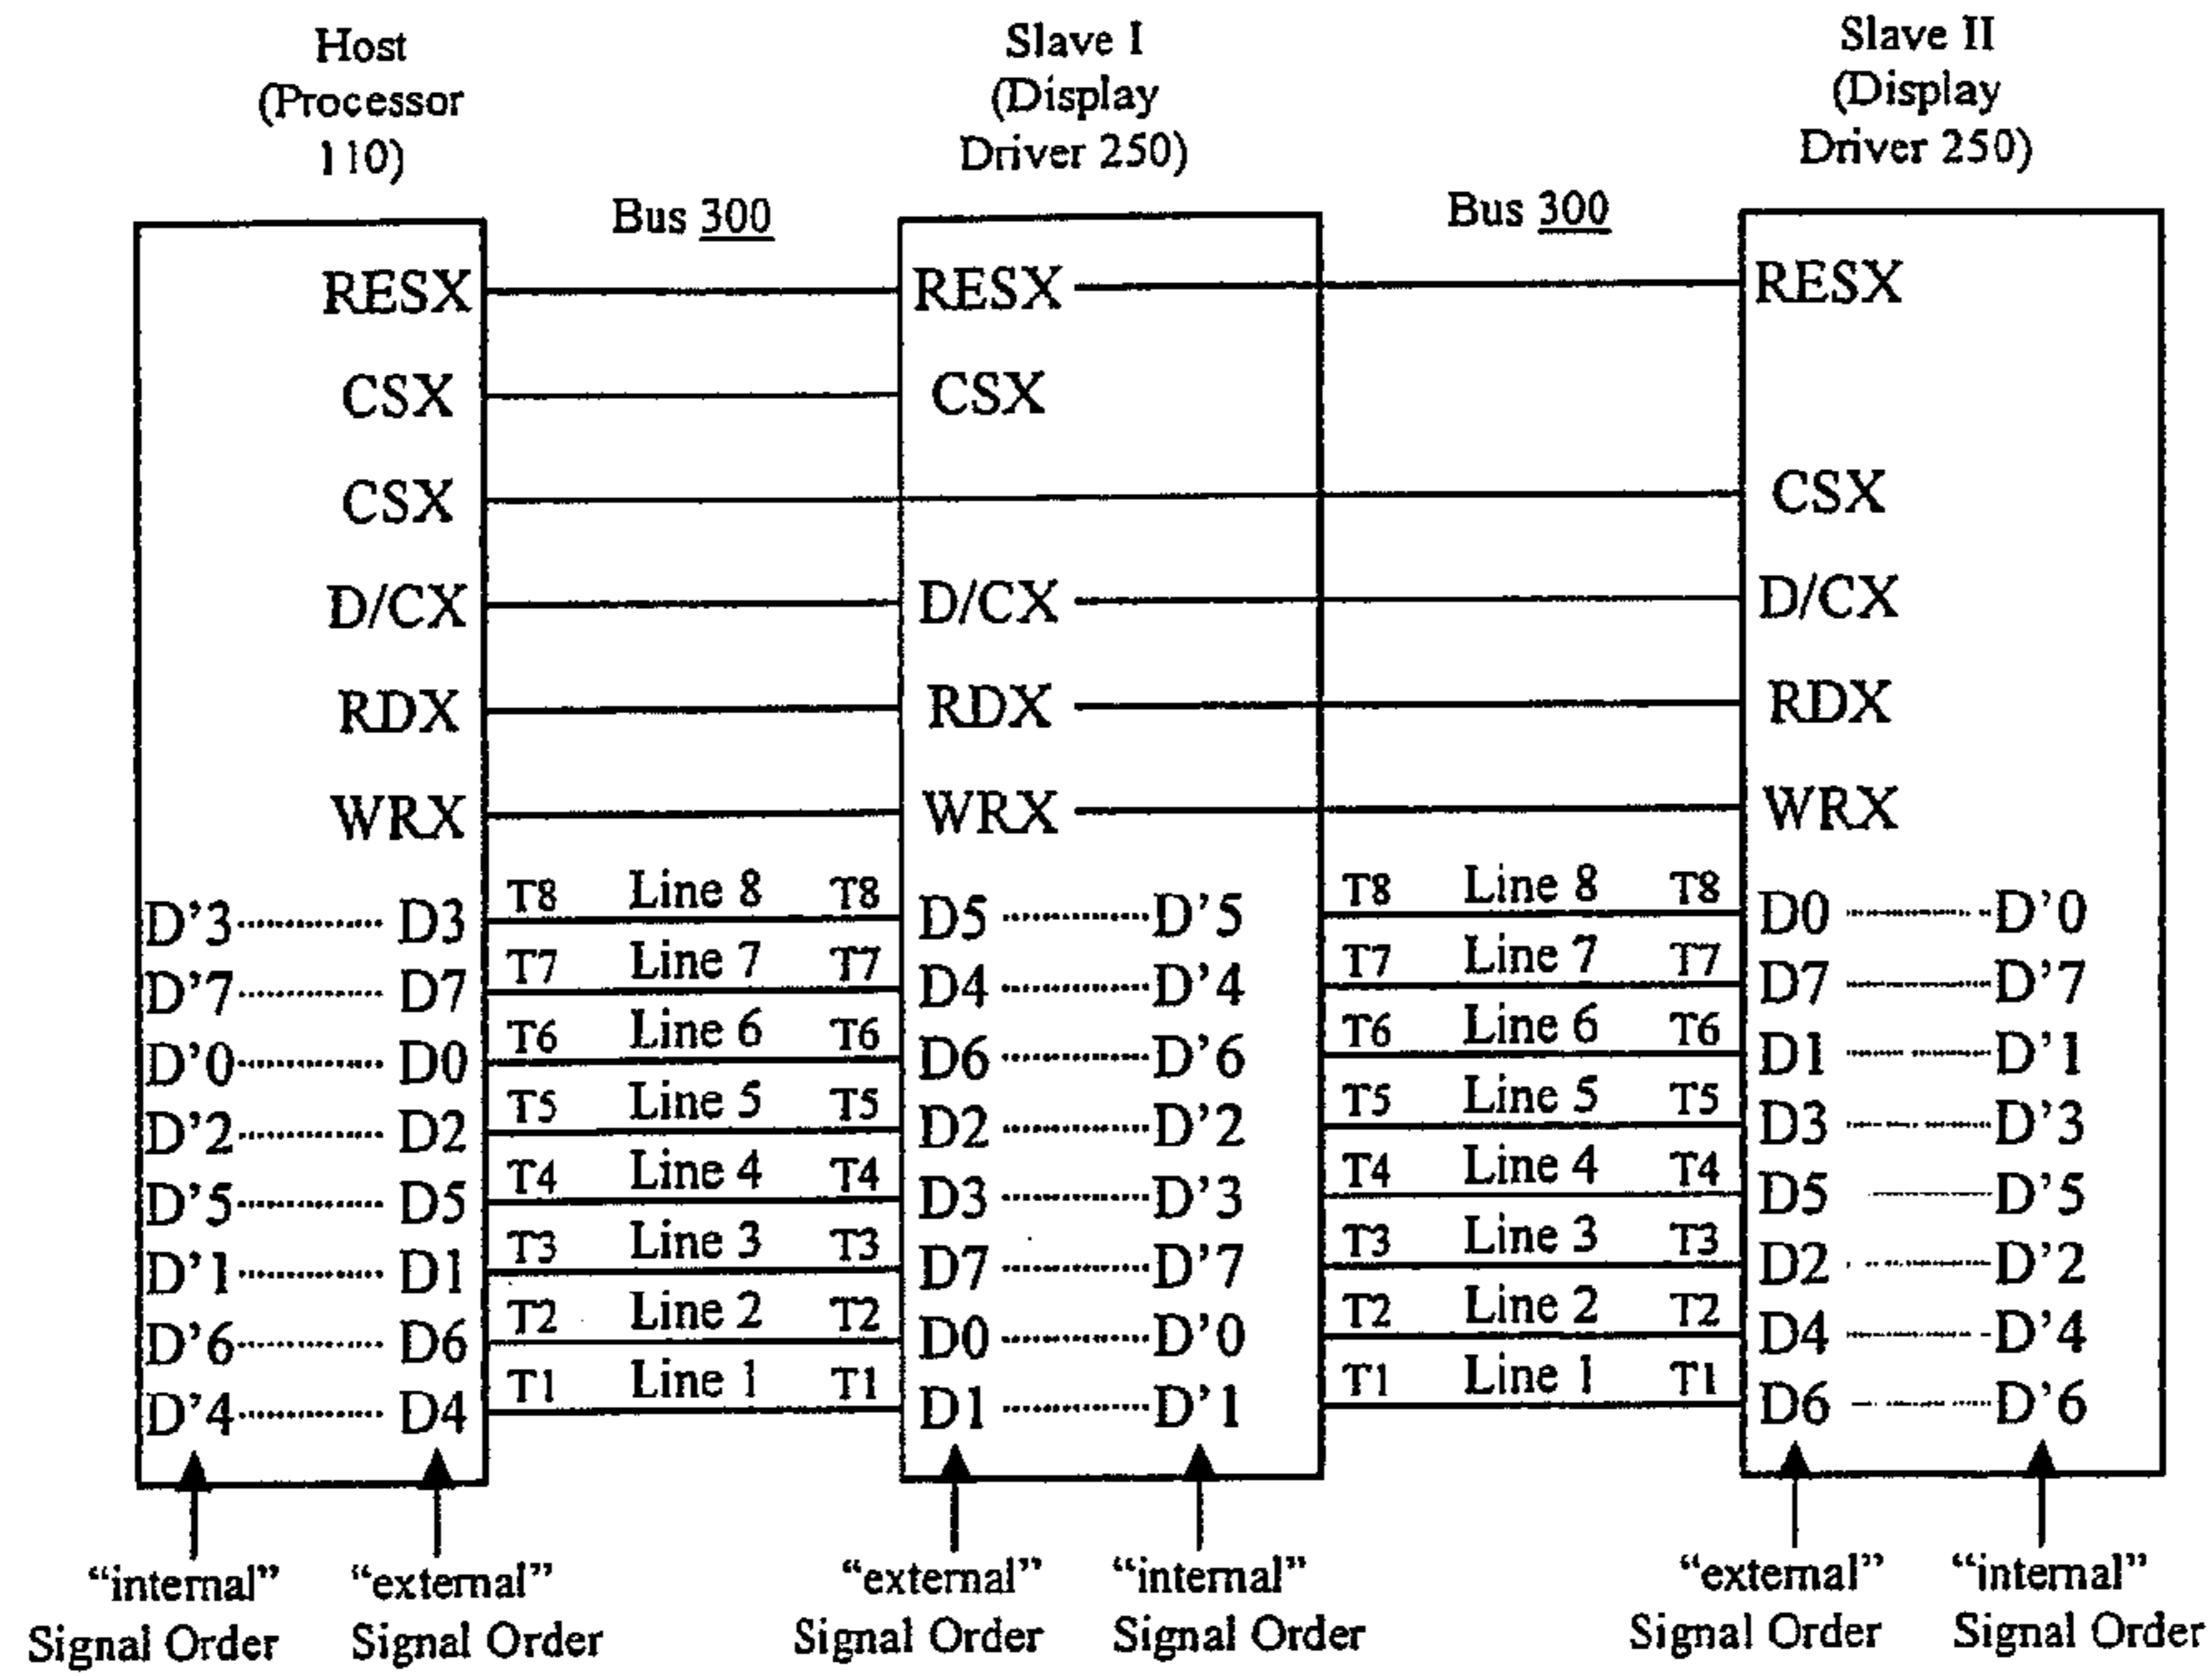 Host
(Processor
110)
Slave I
(Display
Driver 250)
Slave II
(Display
Driver 250)
Bus 300
Bus 300
RESX RESX RESX
CSX CSX
CSX CSX
D/CX D/CX D/CX
RDX RDX RDX
WRX WRX WRX
D'3 D3 T8 Line 8 T8 D5 D'5 T8 Line 8 T8 D0 D'0
D'7 D7 T7 Line 7 T7 D4 D'4 T7 Line 7 T7 D7 D'7
D'0 D0 T6 Line 6 T6 D6 D'6 T6 Line 6 T6 D1 D'1
D'2 D2 T5 Line 5 T5 D2 D'2 T5 Line 5 T5 D3 D'3
D'5 D5 T4 Line 4 T4 D3 D'3 T4 Line 4 T4 D5 D'5
D'1 D1 T3 Line 3 T3 D7 D'7 T3 Line 3 T3 D2 D'2
D'6 D6 T2 Line 2 T2 D0 D'0 T2 Line 2 T2 D4 D'4
D'4 D4 T1 Line 1 T1 D1 D'1 T1 Line 1 T1 D6 D'6
“internal”
Signal Order
“external”
Signal Order
“external”
Signal Order
“internal”
Signal Order
“external”
Signal Order
“internal”
Signal Order